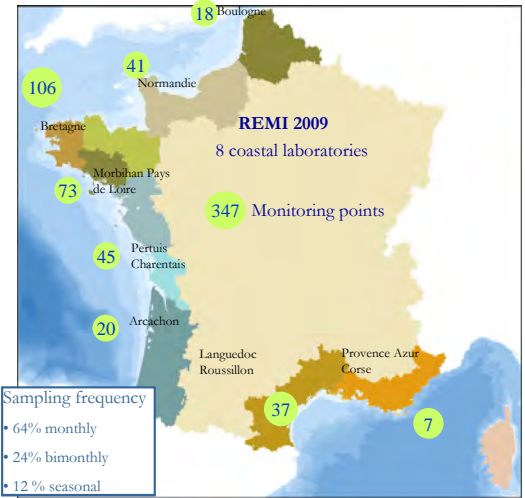 18 Boulogne
41
Normandie
106
Bretagne
REMI 2009
8 coastal laboratories
Morbihan Pays
de Loire
73
347 Monitoring points
45
Pertuis
Charentais
20
Arcachon
Languedoc
Roussillon
Provence Azur
Corse
37
7
Sampling frequency
• 64% monthly
• 24% bimonthly
• 12 % seasonal